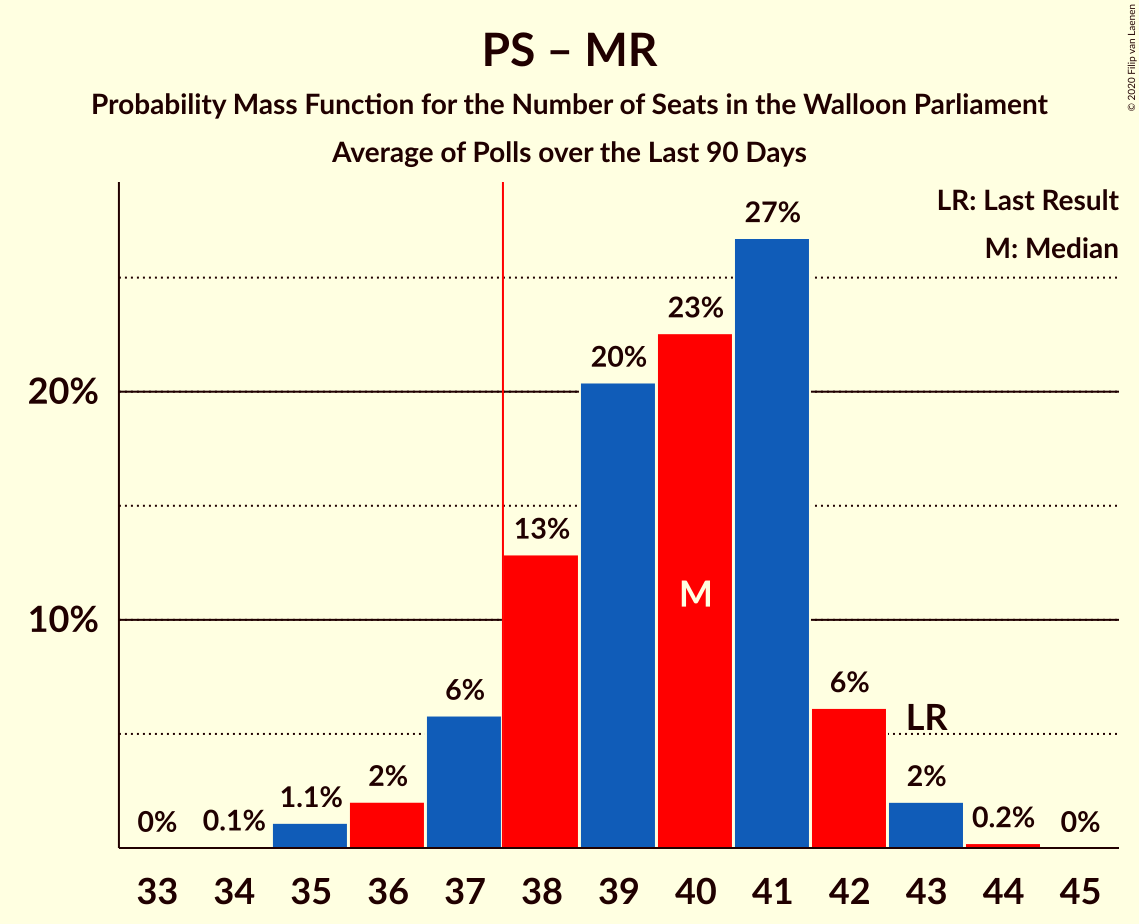 PS – MR
Probability Mass Function for the Number of Seats in the Walloon Parliament
Average of Polls over the Last 90 Days
© 2020 Filip van Laenen
LR: Last Result
M: Median
20%
10%
0%
0.1%
1.1%
2%
6%
13%
20%
23%
27%
6%
2%
0.2%
0%
M
LR
33 34 35 36 37 38 39 40 41 42 43 44 45